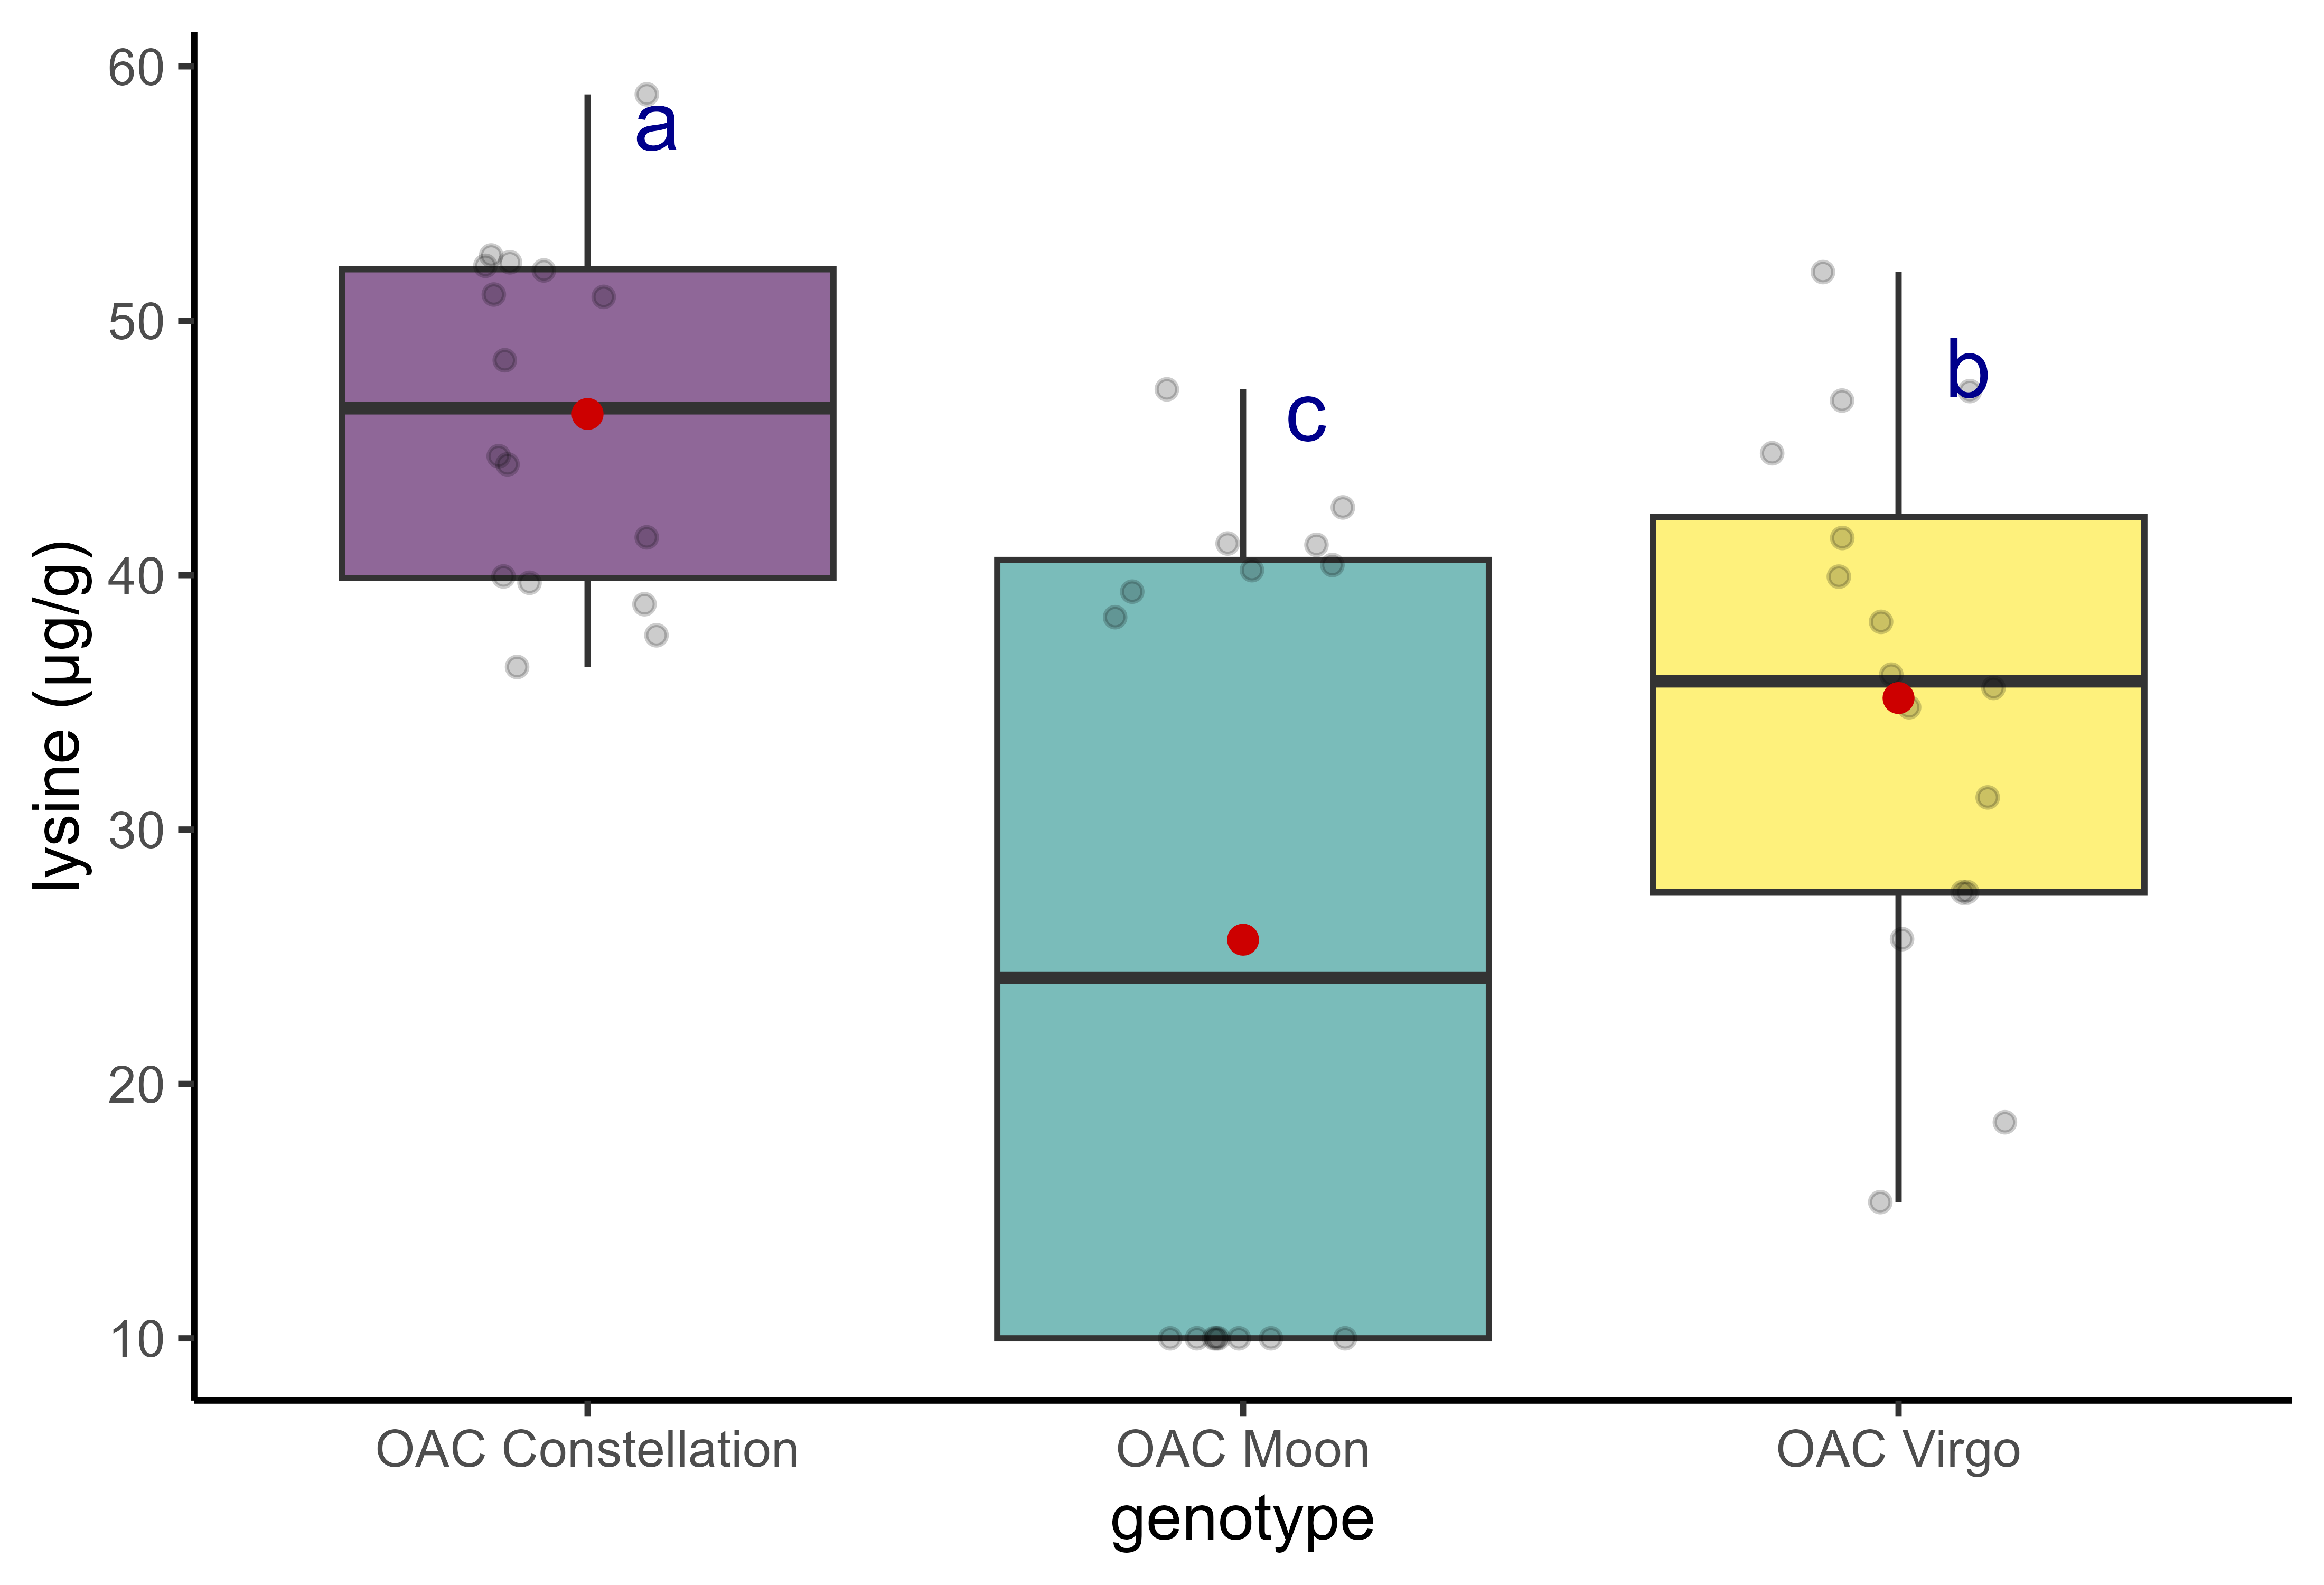 60
50
40
30
20
10
lysine (µg/g)
a
c
b
OAC Constellation
OAC Moon
OAC Virgo
genotype